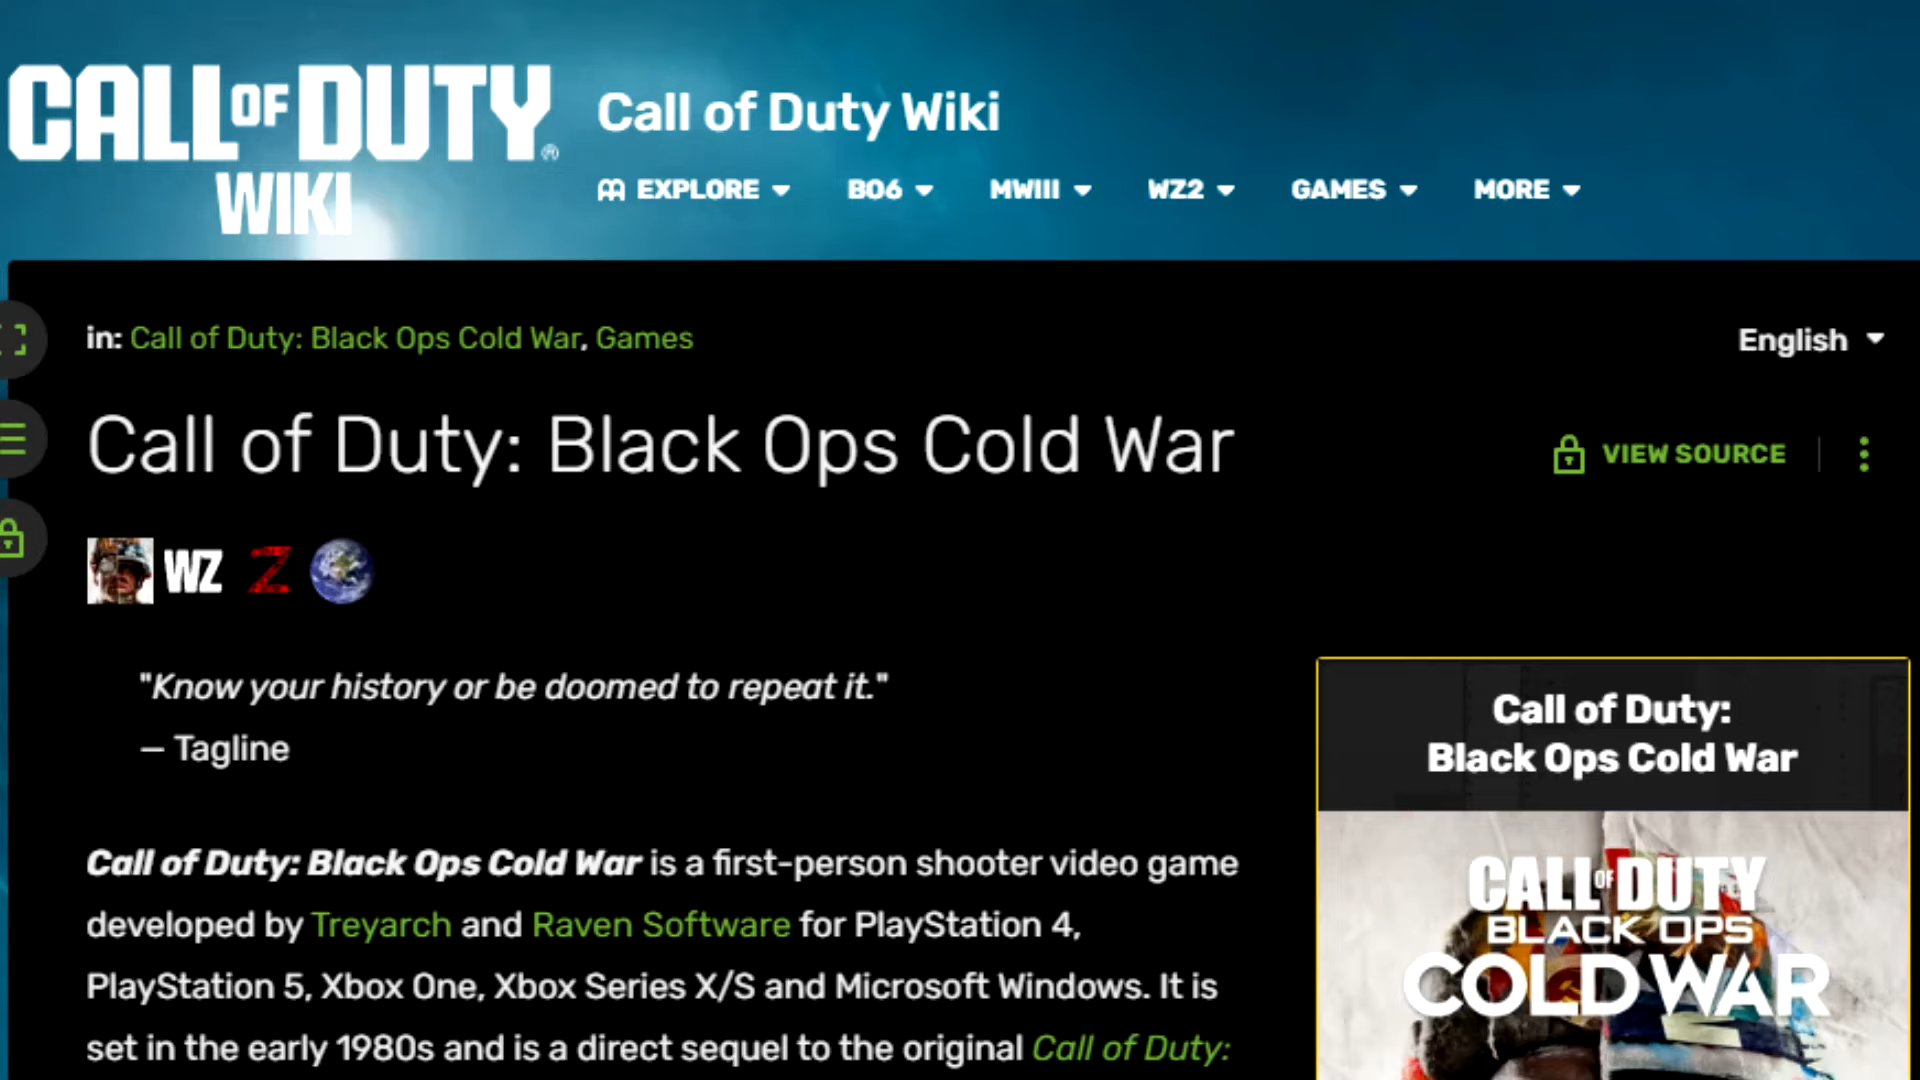 CALL OF DUTY®
WIKI
Call of Duty Wiki
EXPLORE
BO6
MWIII
WZ2
GAMES
MORE
in: Call of Duty: Black Ops Cold War, Games
English
Call of Duty: Black Ops Cold War
VIEW SOURCE
WZ Z
"Know your history or be doomed to repeat it."
— Tagline
Call of Duty: Black Ops Cold War is a first-person shooter video game
developed by Treyarch and Raven Software for PlayStation 4,
PlayStation 5, Xbox One, Xbox Series X/S and Microsoft Windows. It is
set in the early 1980s and is a direct sequel to the original Call of Duty:
Call of Duty:
Black Ops Cold War
CALL OF DUTY
BLACK OPS
COLD WAR